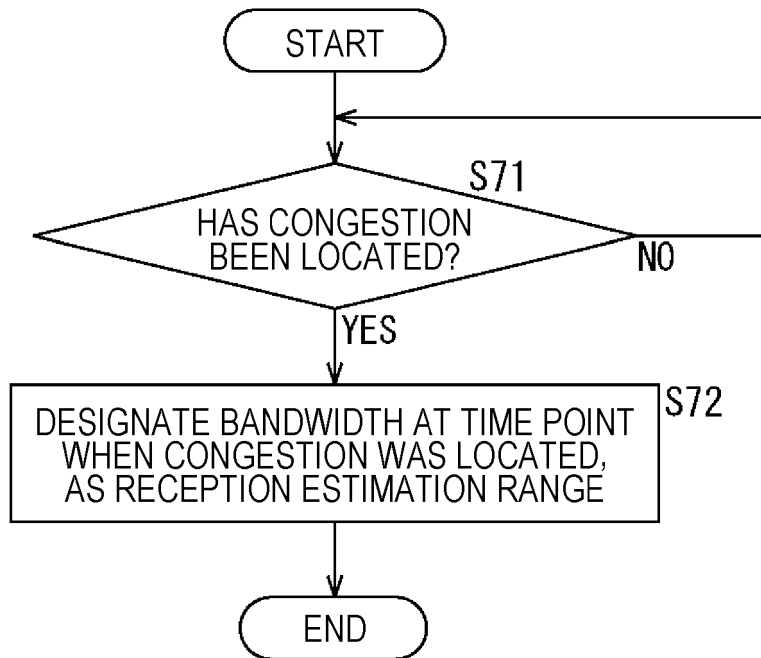 START
S71
HAS CONGESTION
BEEN LOCATED?
NO
YES
S72
DESIGNATE BANDWIDTH AT TIME POINT
WHEN CONGESTION WAS LOCATED,
AS RECEPTION ESTIMATION RANGE
END